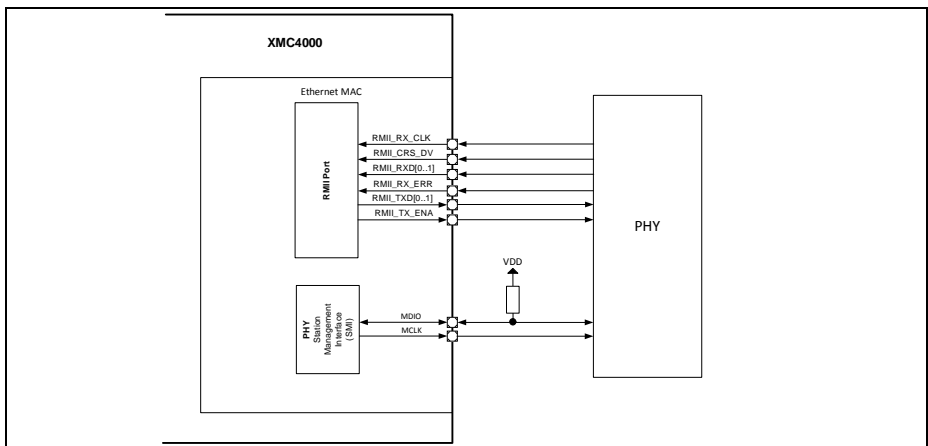 XMC4000
Ethernet MAC
RMII Port
RMII_RX_CLK
RMII_CRS_DV
RMII_RXD[0..1]
RMII_RX_ERR
RMII_TXD[0..1]
RMII_TX_ENA
PHY
VDD
PHY
Station
Management
Interface
(SMI)
MDIO
MCLK